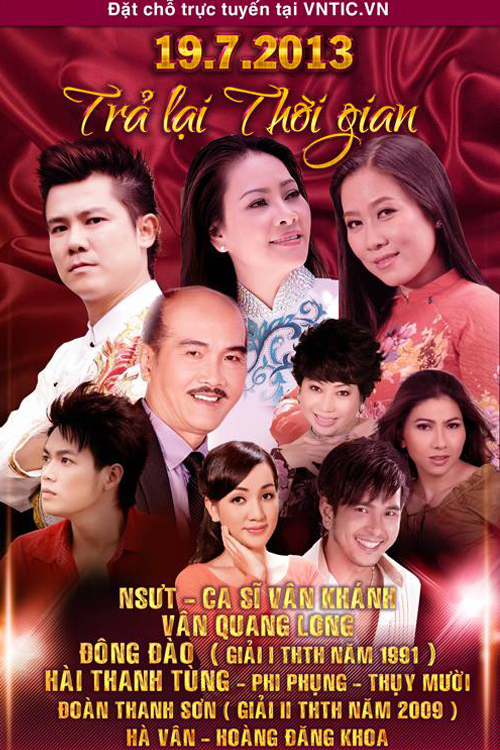 Đặt chỗ trực tuyến tại VNTIC.VN
19.7.2013
Trả lại Thời gian
NSƯT - CA SĨ VÂN KHÁNH
VÂN QUANG LONG
ĐÔNG ĐÀO ( GIẢI I THTH NĂM 1991 )
HÀI THANH TÙNG - PHI PHỤNG - THỤY MƯỜI
ĐOÀN THANH SƠN ( GIẢI II THTH NĂM 2009 )
HÀ VÂN - HOÀNG ĐĂNG KHOA